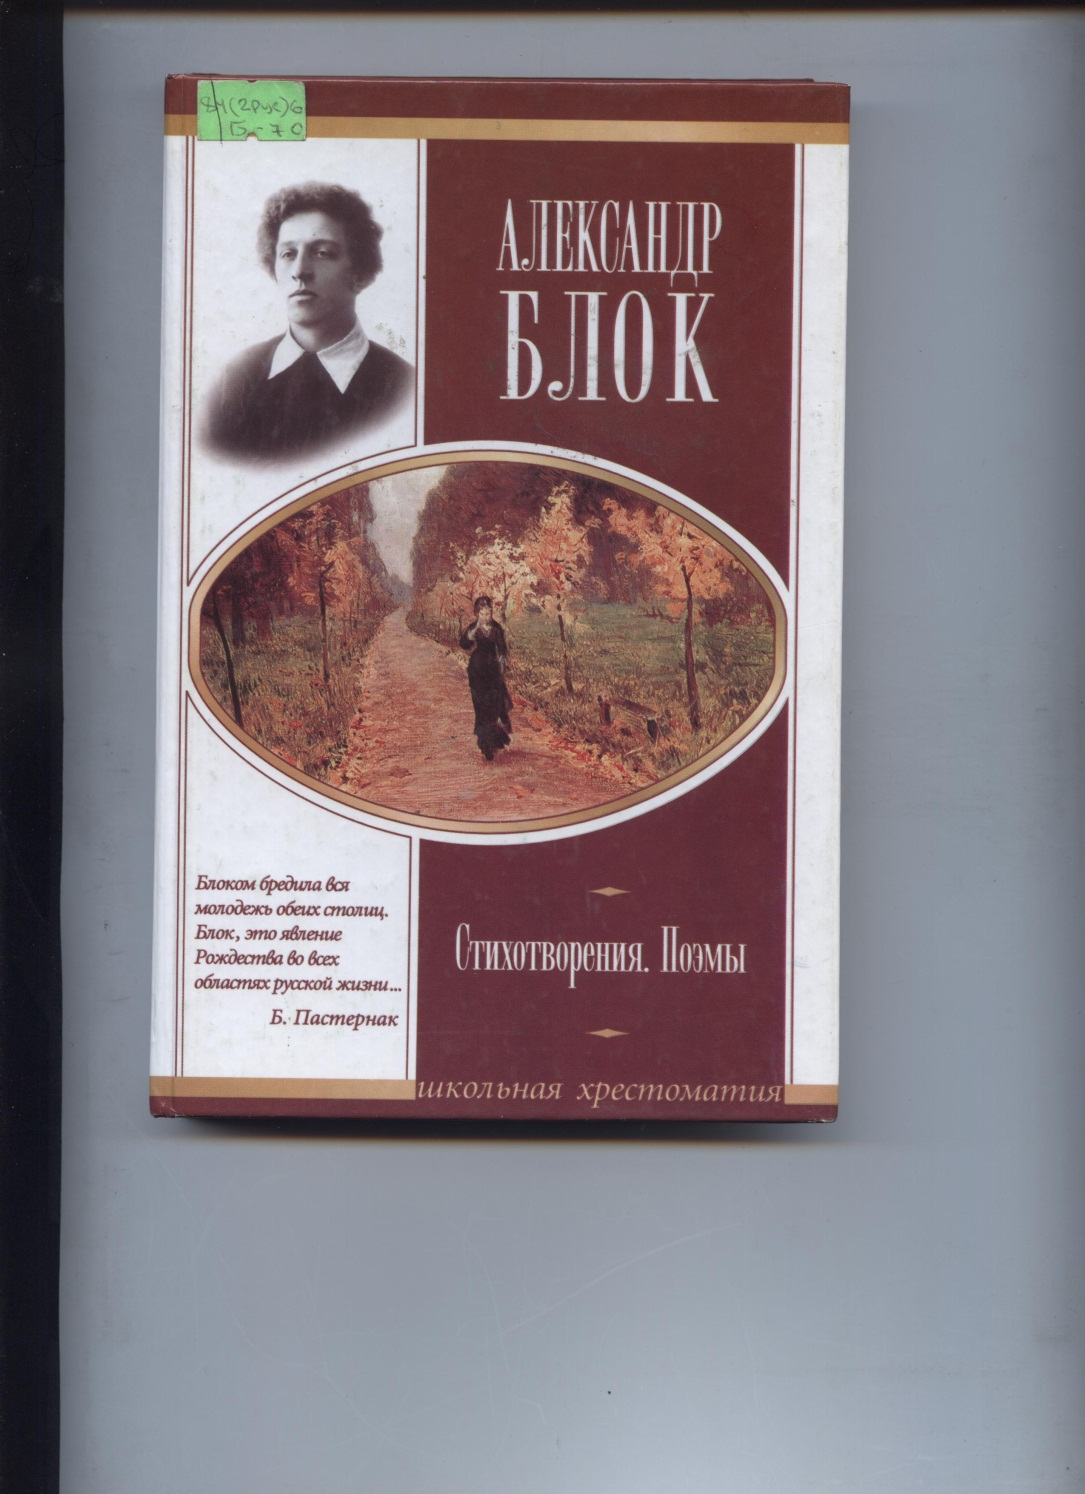 84(2Рус)6
Б-70
АЛЕКСАНДР
БЛОК
Блоком бредила вся
молодежь обеих столиц.
Блок, это явление
Рождества во всех
областях русской жизни...
Б. Пастернак
Стихотворения. Поэмы
школьная хрестоматия